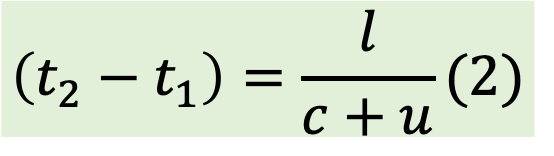 (t₂ − t₁) = l / (c + u) (2)